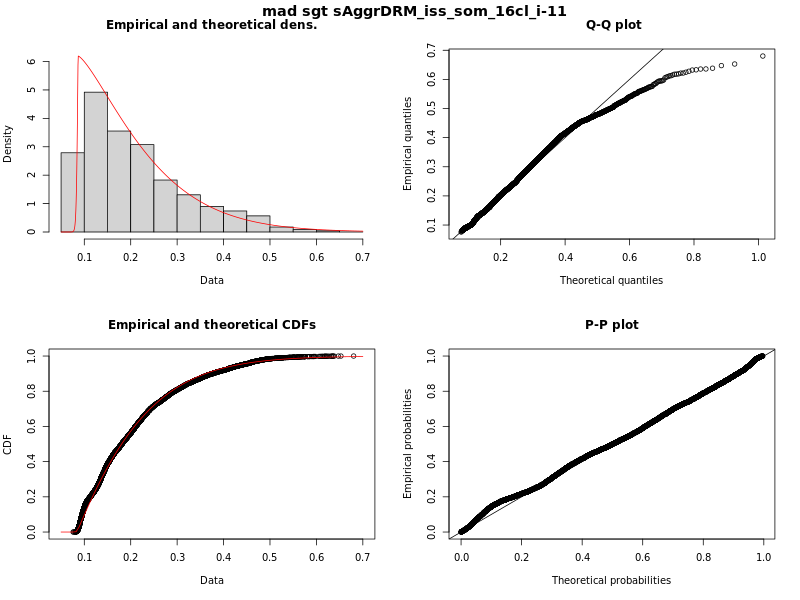 mad sgt sAggrDRM_iss_som_16cl_i-11
Empirical and theoretical dens.
Density
0 1 2 3 4 5 6
0.1 0.2 0.3 0.4 0.5 0.6 0.7
Data
Q-Q plot
Empirical quantiles
0.1 0.2 0.3 0.4 0.5 0.6 0.7
0.2 0.4 0.6 0.8 1.0
Theoretical quantiles
Empirical and theoretical CDFs
CDF
0.0 0.2 0.4 0.6 0.8 1.0
0.1 0.2 0.3 0.4 0.5 0.6 0.7
Data
P-P plot
Empirical probabilities
0.0 0.2 0.4 0.6 0.8 1.0
0.0 0.2 0.4 0.6 0.8 1.0
Theoretical probabilities